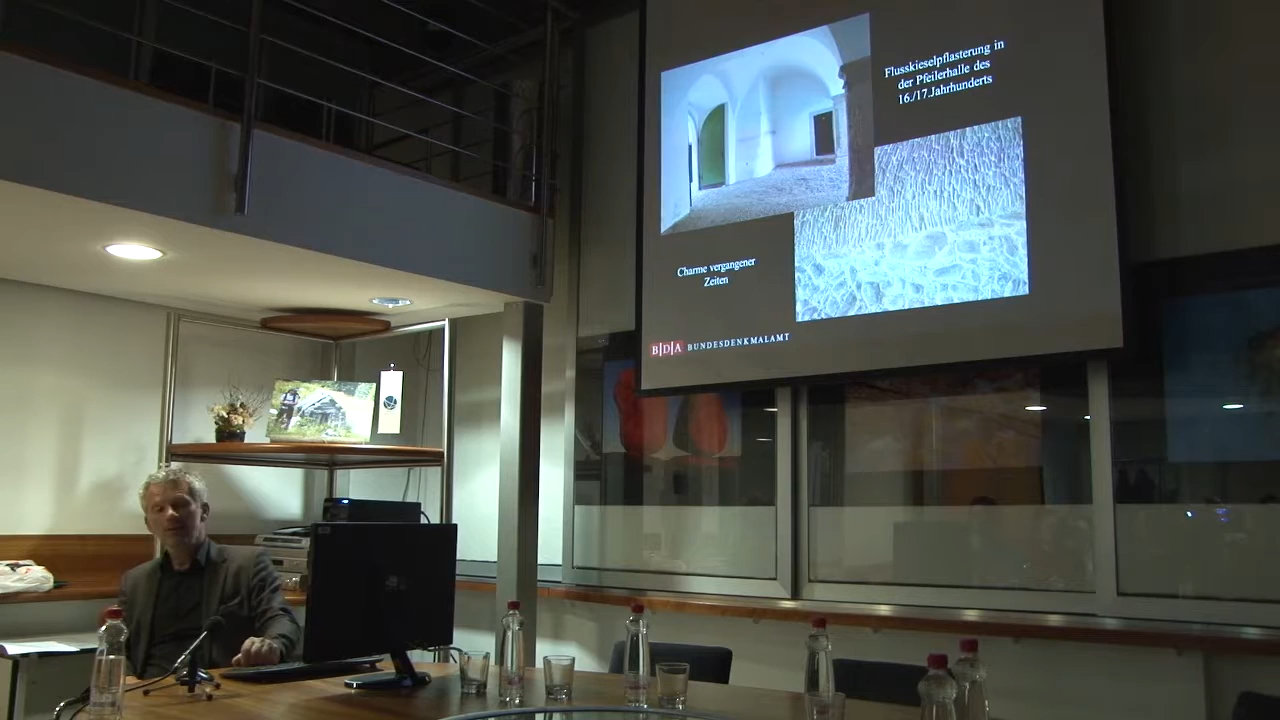 Flusskieselpflasterung in
der Pfeilerhalle des
16./17.Jahrhunderts
Charme vergangener
Zeiten
B|D|A BUNDESDENKMALAMT